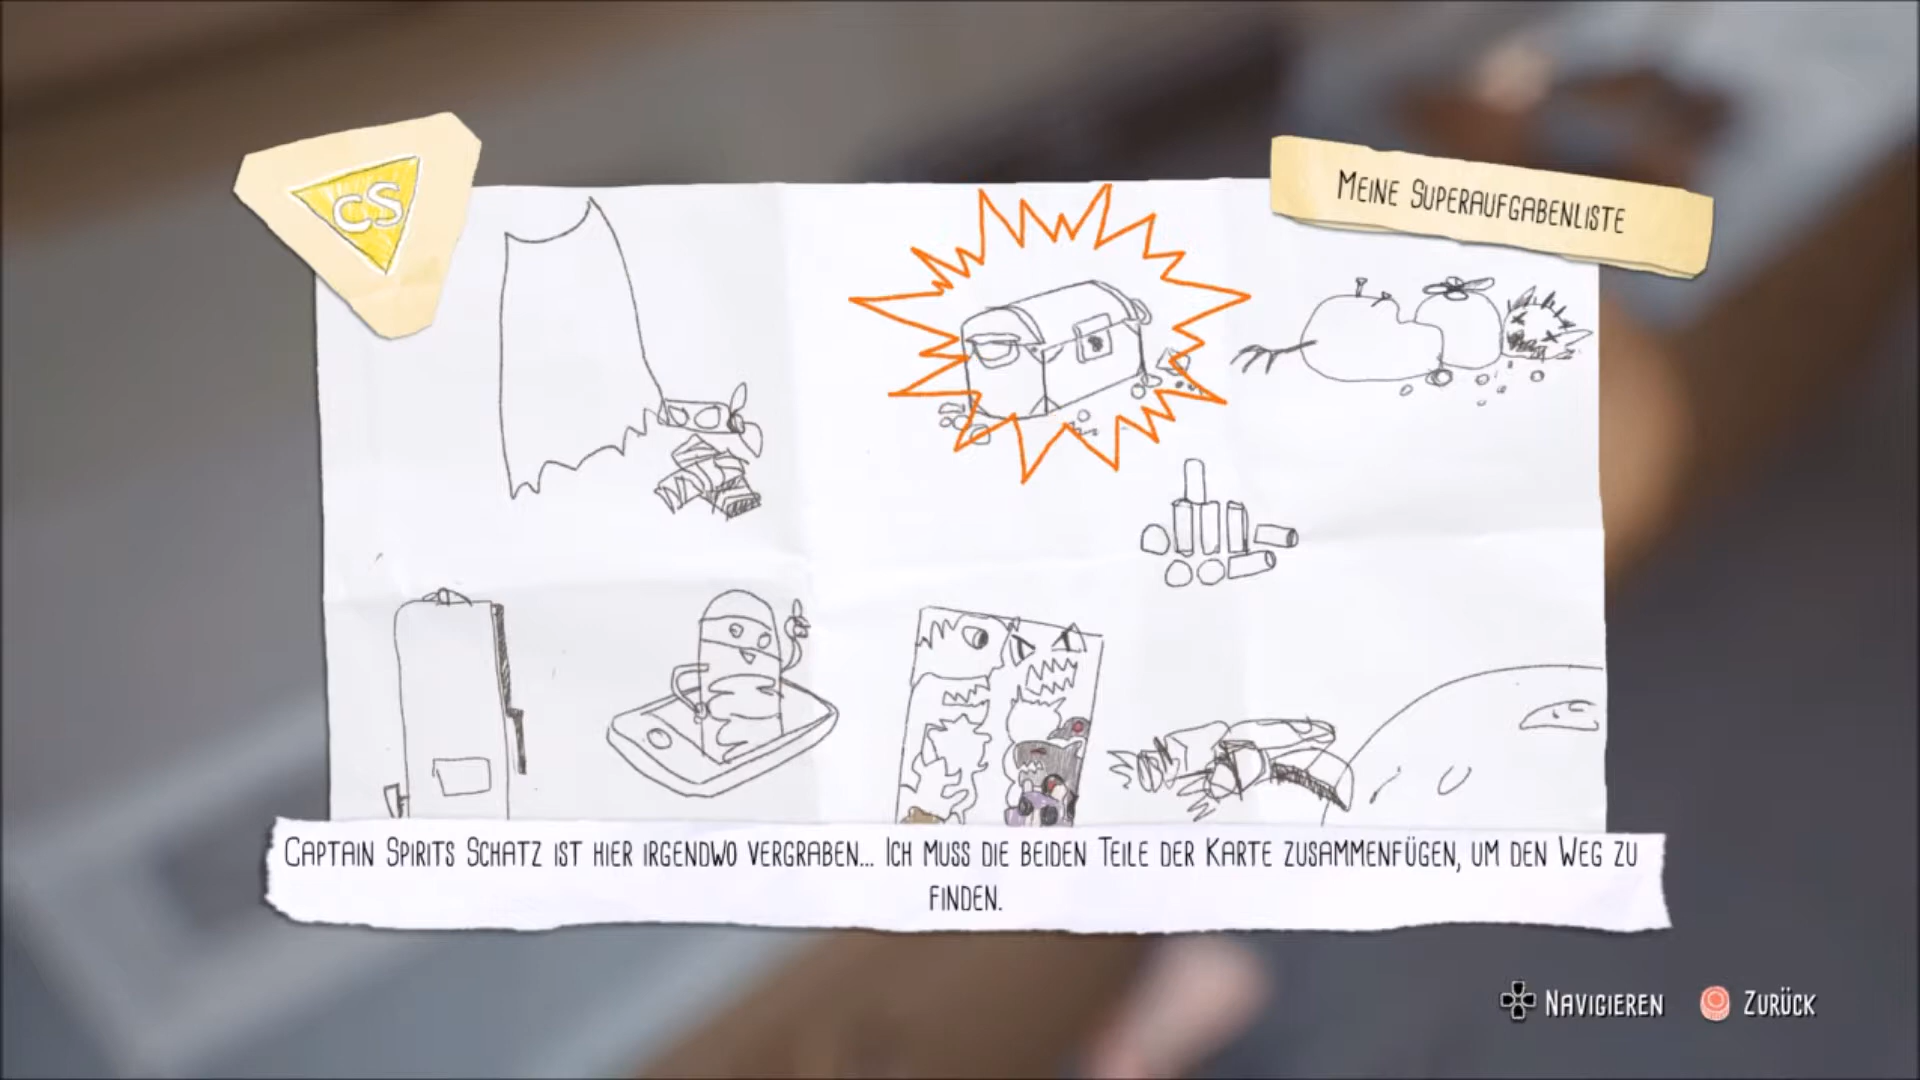 CS
Meine Superaufgabenliste
Captain Spirits Schatz ist hier irgendwo vergraben... Ich muss die beiden Teile der Karte zusammenfügen, um den Weg zu
finden.
Navigieren Zurück